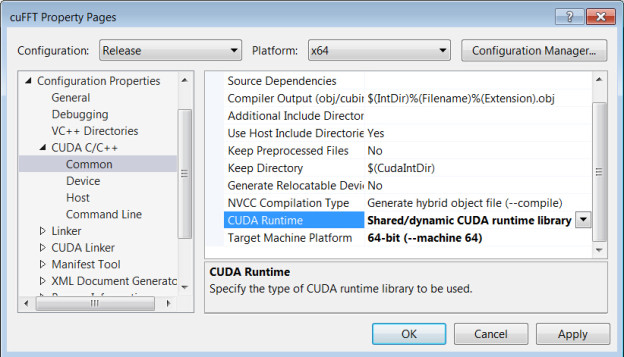 cuFFT Property Pages
Configuration: Release Platform: x64 Configuration Manager...
Configuration Properties
General
Debugging
VC++ Directories
CUDA C/C++
Common
Device
Host
Command Line
Linker
CUDA Linker
Manifest Tool
XML Document Generato
Source Dependencies
Compiler Output (obj/cubin $(IntDir)%(Filename)%(Extension).obj
Additional Include Director
Use Host Include Directorie Yes
Keep Preprocessed Files No
Keep Directory $(CudaIntDir)
Generate Relocatable Devic No
NVCC Compilation Type Generate hybrid object file (--compile)
CUDA Runtime Shared/dynamic CUDA runtime library
Target Machine Platform 64-bit (--machine 64)
CUDA Runtime
Specify the type of CUDA runtime library to be used.
OK Cancel Apply